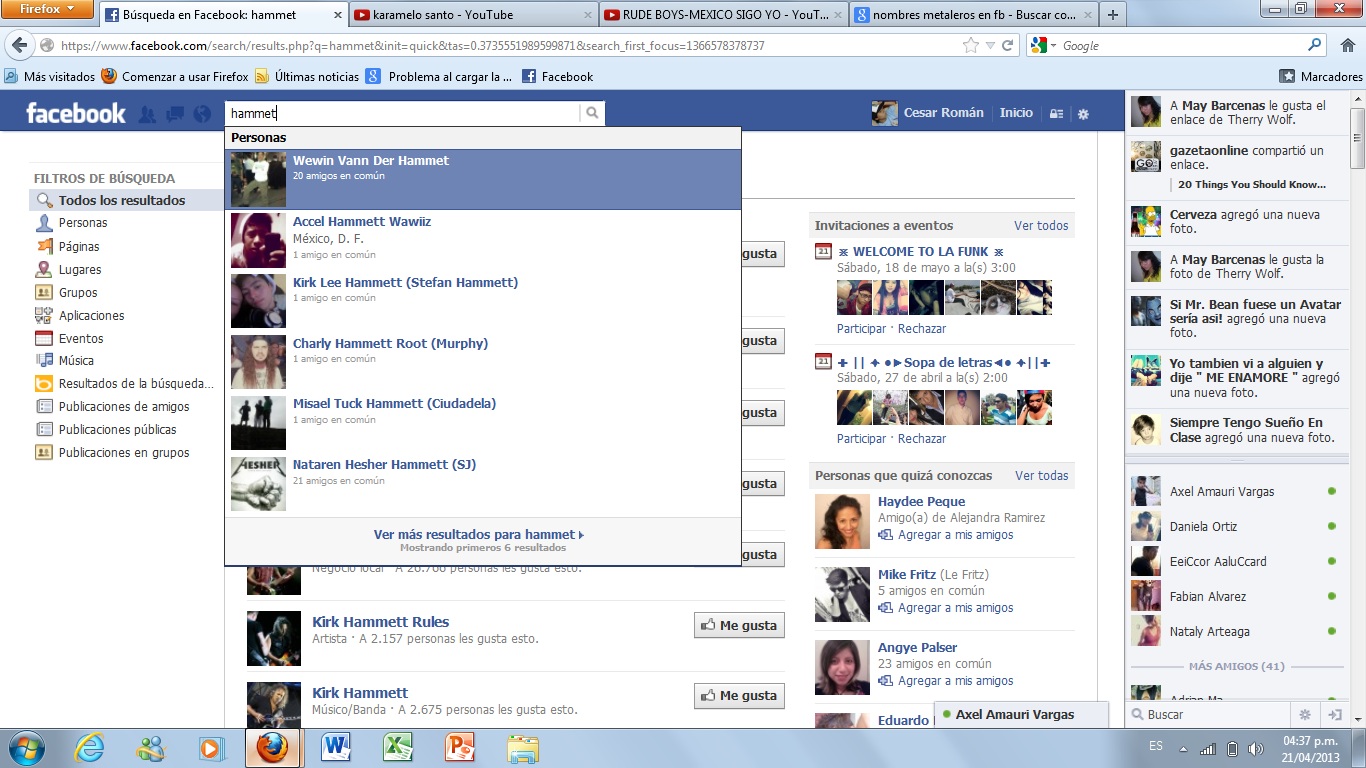 Firefox
Búsqueda en Facebook: hammet
karamelo santo - YouTube
RUDE BOYS-MEXICO SIGO YO - YouT...
nombres metaleros en fb - Buscar co...
https://www.facebook.com/search/results.php?q=hammet&init=quick&tas=0.3735551989599871&search_first_focus=1366578378737
Google
Más visitados
Comenzar a usar Firefox
Últimas noticias
Problema al cargar la ...
Facebook
Marcadores
facebook
hammet
Cesar Román
Inicio
Personas
Wewin Vann Der Hammet
20 amigos en común
Accel Hammett Wawiiz
México, D. F.
1 amigo en común
Kirk Lee Hammett (Stefan Hammett)
1 amigo en común
Charly Hammett Root (Murphy)
1 amigo en común
Misael Tuck Hammett (Ciudadela)
1 amigo en común
Nataren Hesher Hammett (SJ)
21 amigos en común
HESHER
Ver más resultados para hammet
Mostrando primeros 6 resultados
FILTROS DE BÚSQUEDA
Todos los resultados
Personas
Páginas
Lugares
Grupos
Aplicaciones
Eventos
Música
Resultados de la búsqueda...
Publicaciones de amigos
Publicaciones públicas
Publicaciones en grupos
gusta
gusta
gusta
gusta
gusta
Negocio local · A 26.766 personas les gusta esto.
Kirk Hammett Rules
Artista · A 2.157 personas les gusta esto.
Me gusta
Kirk Hammett
Músico/Banda · A 2.675 personas les gusta esto.
Me gusta
Invitaciones a eventos
Ver todos
21
⋇ WELCOME TO LA FUNK ⋇
Sábado, 18 de mayo a la(s) 3:00
Participar · Rechazar
21
✚ || ✦ ●►Sopa de letras◄● ✦||✚
Sábado, 27 de abril a la(s) 2:00
Participar · Rechazar
Personas que quizá conozcas
Ver todas
Haydee Peque
Amigo(a) de Alejandra Ramirez
Agregar a mis amigos
Mike Fritz (Le Fritz)
5 amigos en común
Agregar a mis amigos
Angye Palser
23 amigos en común
Agregar a mis amigos
Eduardo
A May Barcenas le gusta el
enlace de Therry Wolf.
gazetaonline compartió un
enlace.
20 Things You Should Know...
Cerveza agregó una nueva
foto.
A May Barcenas le gusta la
foto de Therry Wolf.
Si Mr. Bean fuese un Avatar
sería asi! agregó una nueva
foto.
Yo tambien vi a alguien y
dije " ME ENAMORE " agregó
una nueva foto.
Siempre Tengo Sueño En
Clase agregó una nueva foto.
Axel Amauri Vargas
Daniela Ortiz
EeiCcor AaluCcard
Fabian Alvarez
Nataly Arteaga
MÁS AMIGOS (41)
Adrian Ma
Buscar
Axel Amauri Vargas
ES
04:37 p.m.
21/04/2013